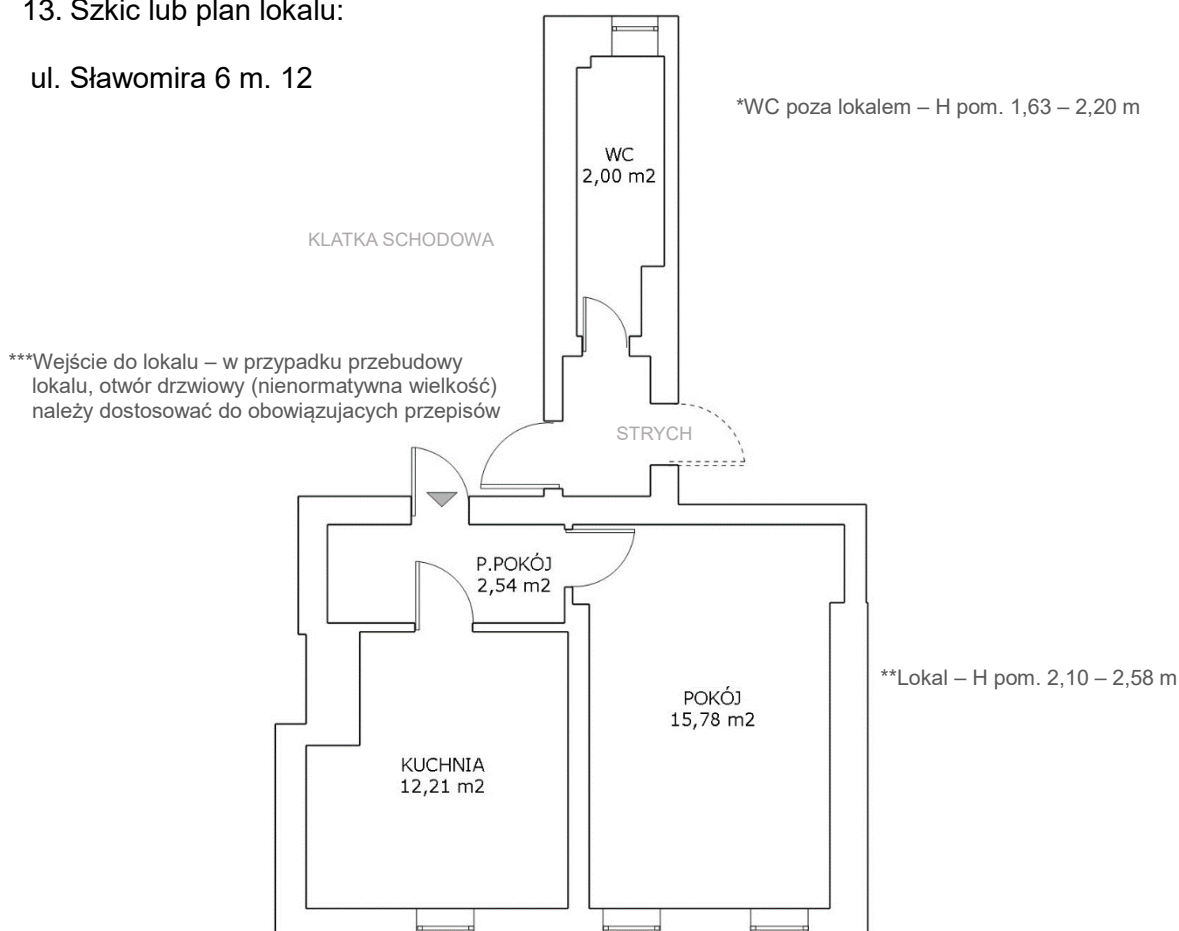 13. Szkic lub plan lokalu:
ul. Sławomira 6 m. 12
*WC poza lokalem – H pom. 1,63 – 2,20 m
WC
2,00 m2
KLATKA SCHODOWA
***Wejście do lokalu – w przypadku przebudowy
lokalu, otwór drzwiowy (nienormatywna wielkość)
należy dostosować do obowiązujacych przepisów
STRYCH
P.POKÓJ
2,54 m2
**Lokal – H pom. 2,10 – 2,58 m
POKÓJ
15,78 m2
KUCHNIA
12,21 m2